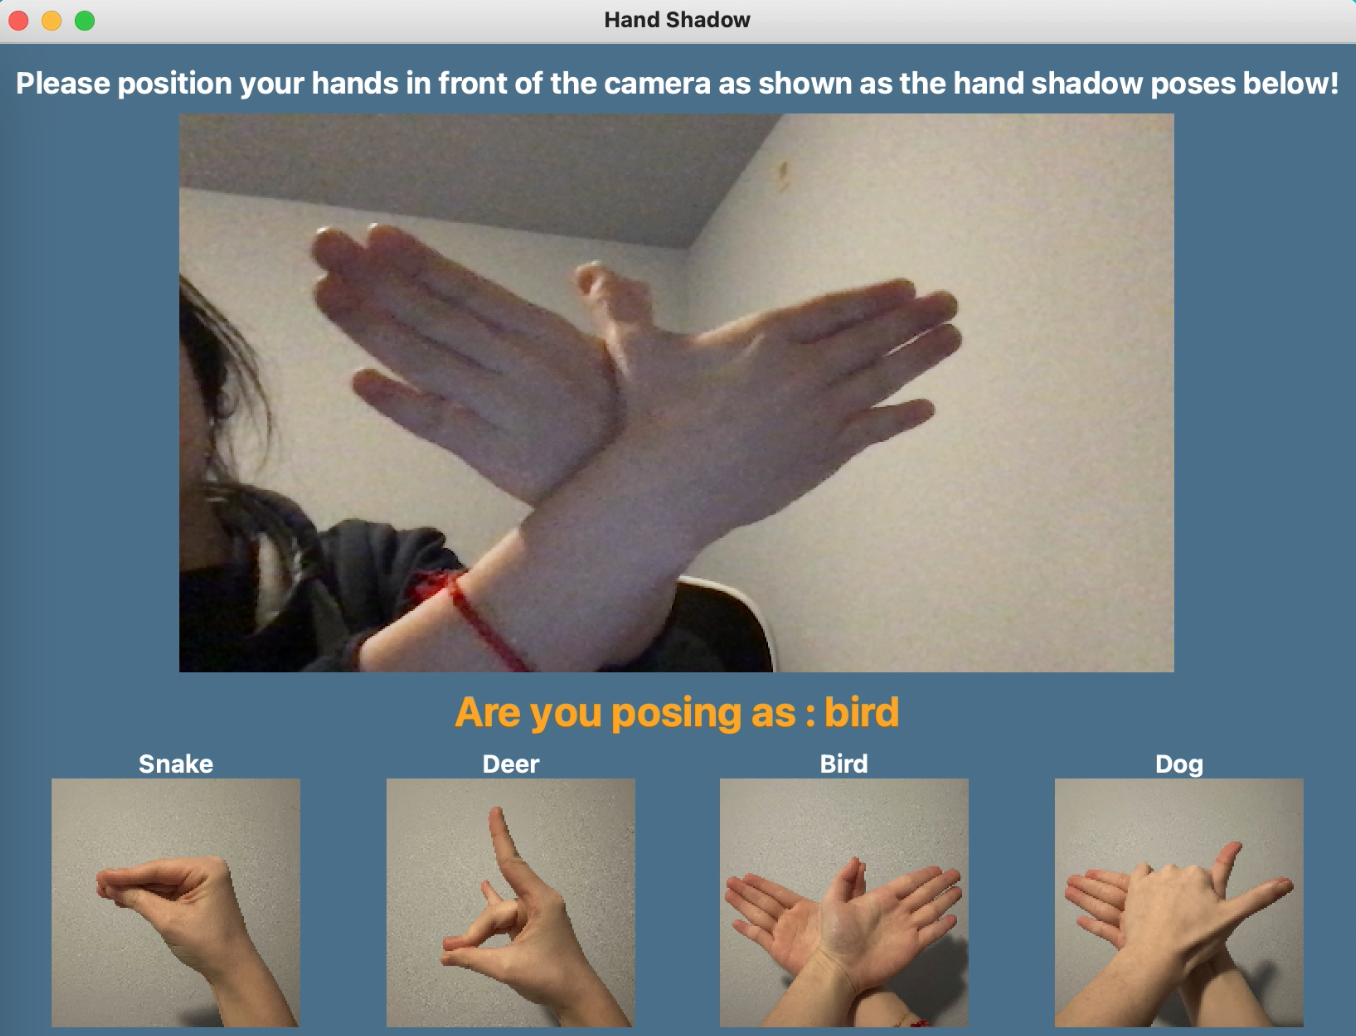 Hand Shadow
Please position your hands in front of the camera as shown as the hand shadow poses below!
Are you posing as : bird
Snake
Deer
Bird
Dog